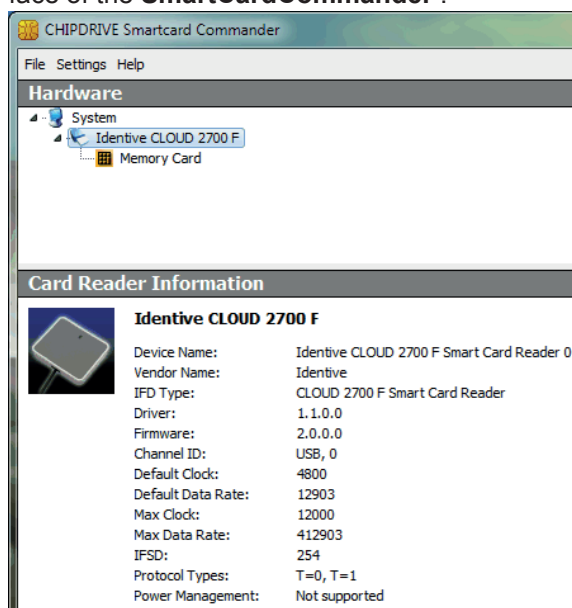 face of the SmartCardCommander :
CHIPDRIVE Smartcard Commander
File Settings Help
Hardware
System
Identive CLOUD 2700 F
Memory Card
Card Reader Information
Identive CLOUD 2700 F
Device Name: Identive CLOUD 2700 F Smart Card Reader 0
Vendor Name: Identive
IFD Type: CLOUD 2700 F Smart Card Reader
Driver: 1.1.0.0
Firmware: 2.0.0.0
Channel ID: USB, 0
Default Clock: 4800
Default Data Rate: 12903
Max Clock: 12000
Max Data Rate: 412903
IFSD: 254
Protocol Types: T=0, T=1
Power Management: Not supported